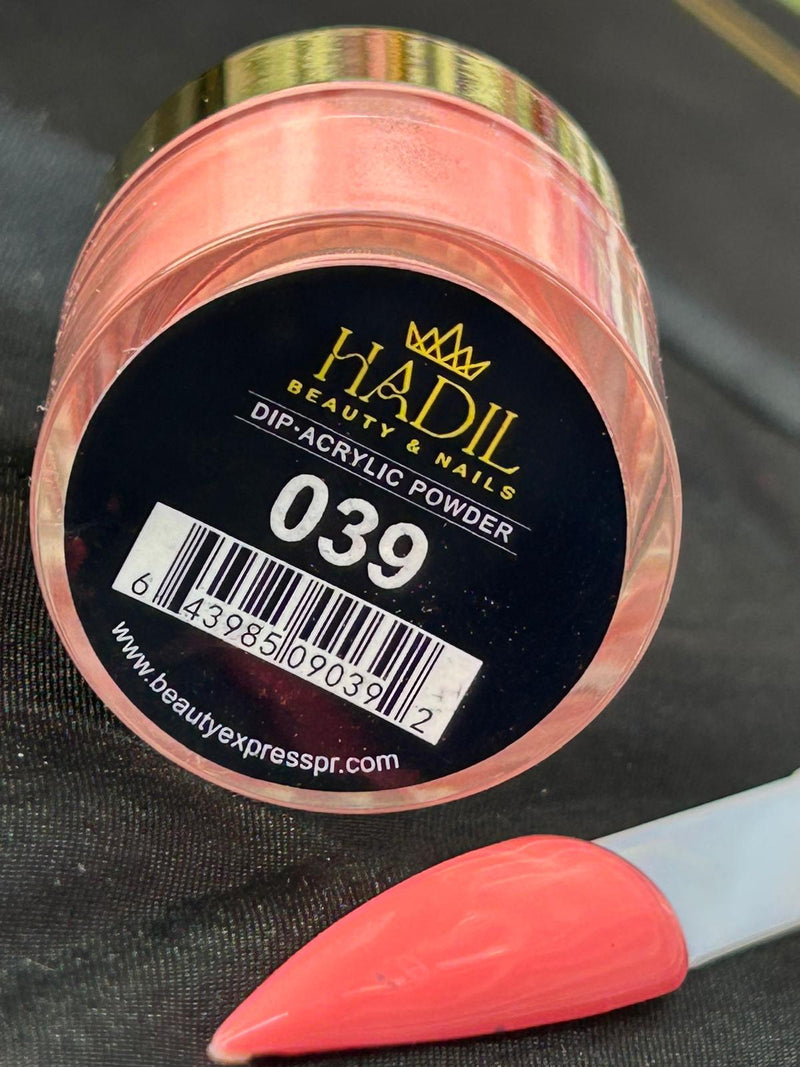 HADIL
BEAUTY & NAILS
DIP-ACRYLIC POWDER
039
6 43985 09039 2
www.beautyexpresspr.com